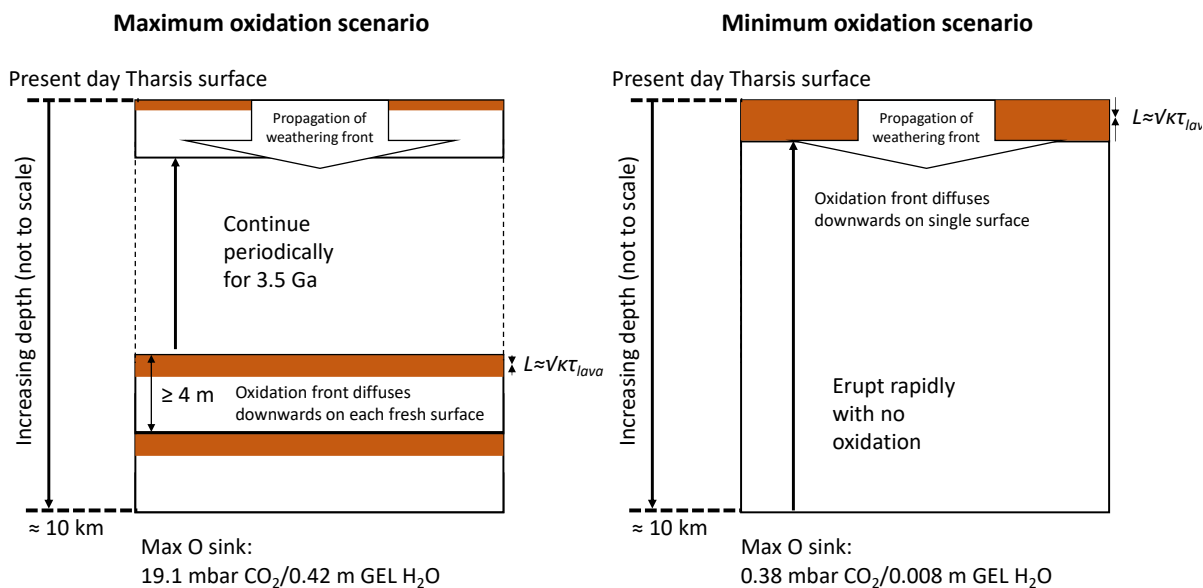 Maximum oxidation scenario
Present day Tharsis surface
Increasing depth (not to scale)
Propagation of
weathering front
Continue
periodically
for 3.5 Ga
L≈√κτlava
≥ 4 m
Oxidation front diffuses
downwards on each fresh surface
≈ 10 km
Max O sink:
19.1 mbar CO₂/0.42 m GEL H₂O
Minimum oxidation scenario
Present day Tharsis surface
Increasing depth (not to scale)
Propagation of
weathering front
L≈√κτlav
Oxidation front diffuses
downwards on single surface
Erupt rapidly
with no
oxidation
≈ 10 km
Max O sink:
0.38 mbar CO₂/0.008 m GEL H₂O